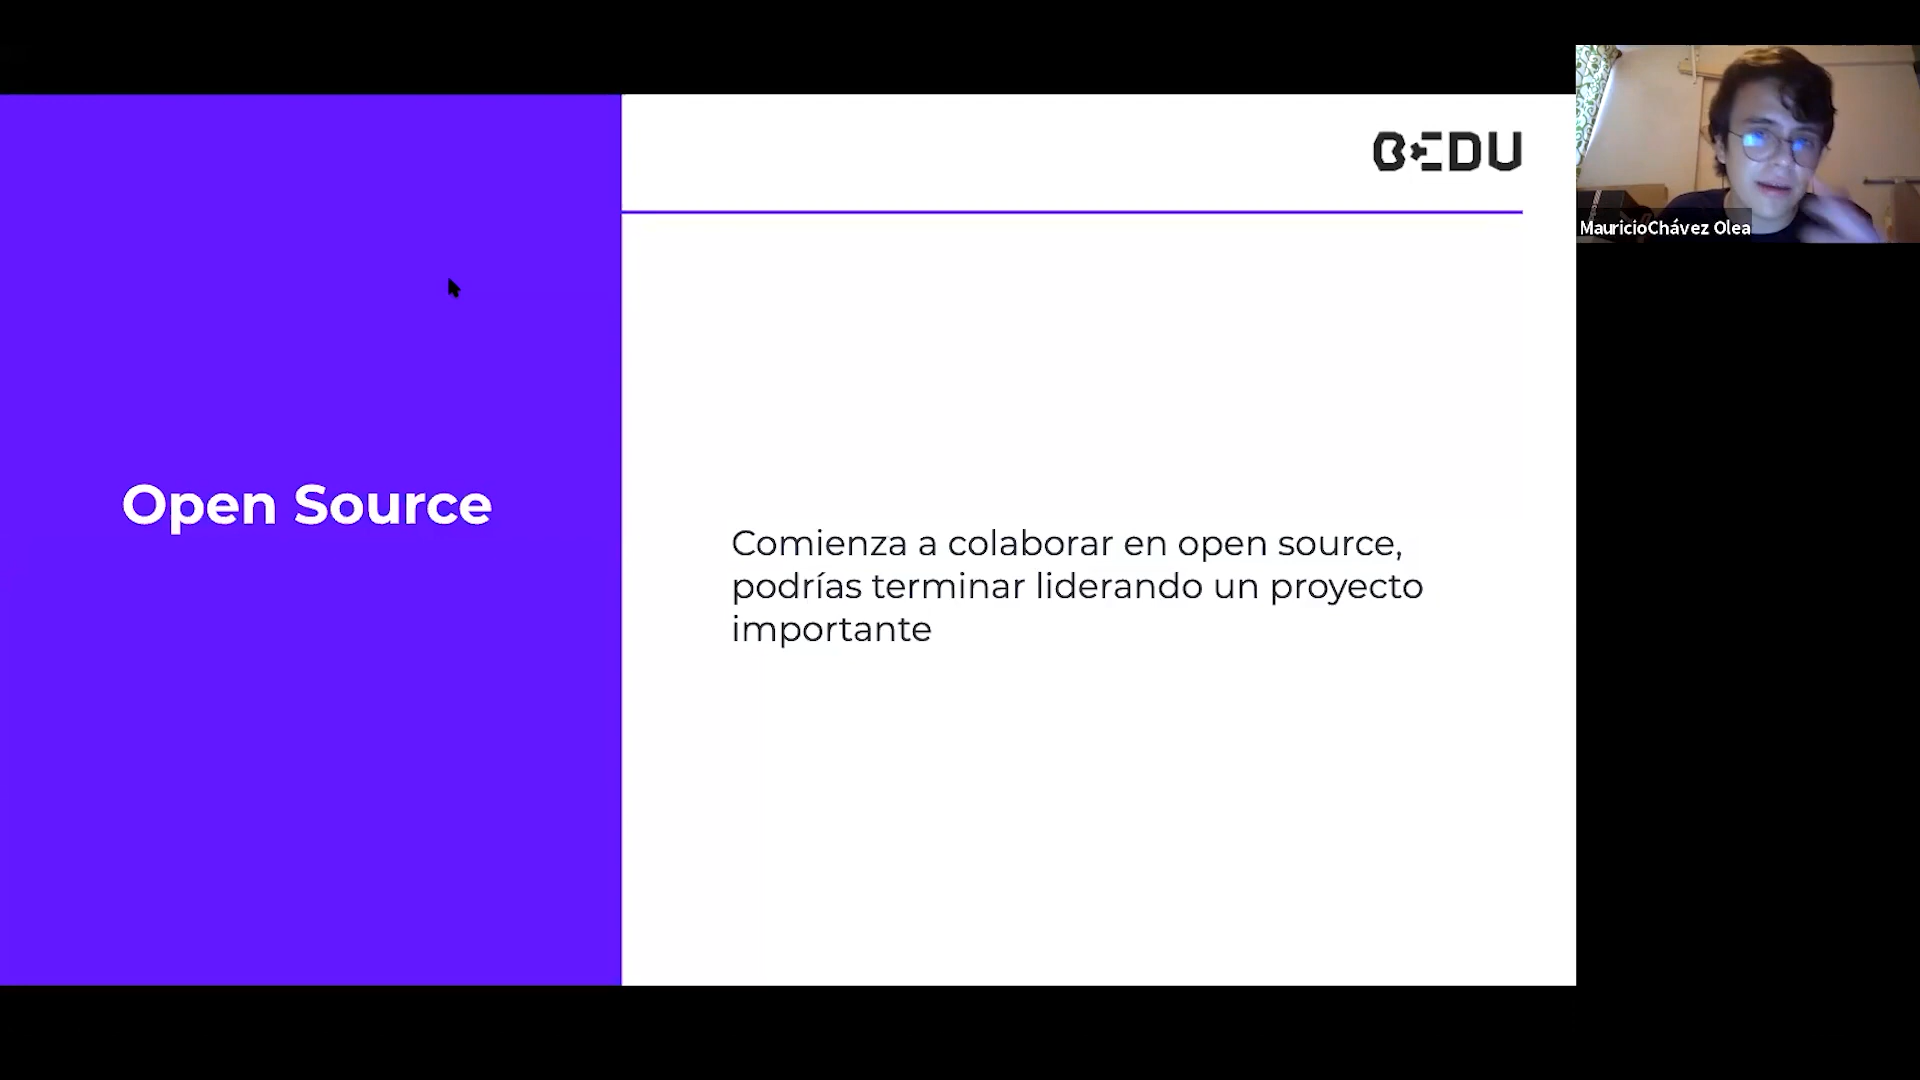 BEDU
MauricioChávez Olea
Open Source
Comienza a colaborar en open source,
podrías terminar liderando un proyecto
importante